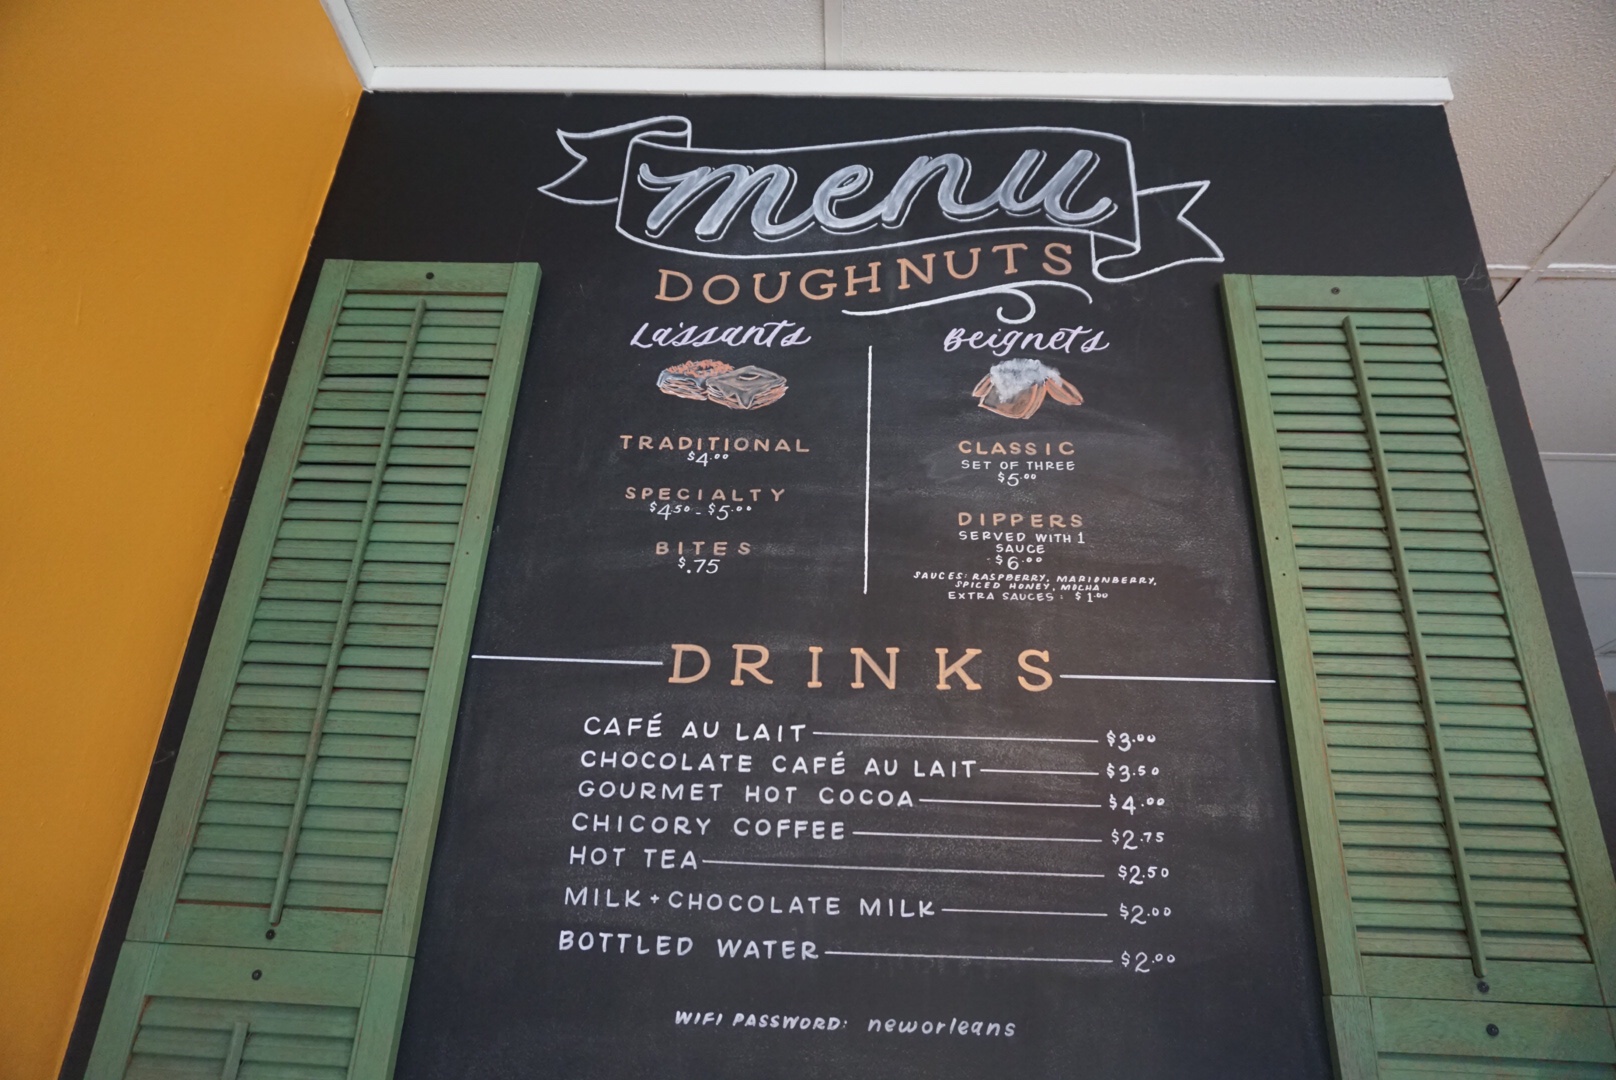 menu
DOUGHNUTS
La'ssants
TRADITIONAL
$4.00
SPECIALTY
$4.50 - $5.00
BITES
$.75
Beignets
CLASSIC
SET OF THREE
$5.00
DIPPERS
SERVED WITH 1
SAUCE
$6.00
SAUCES: RASPBERRY, MARIONBERRY,
SPICED HONEY, MOCHA
EXTRA SAUCES: $1.00
DRINKS
CAFÉ AU LAIT $3.00
CHOCOLATE CAFÉ AU LAIT $3.50
GOURMET HOT COCOA $4.00
CHICORY COFFEE $2.75
HOT TEA $2.50
MILK + CHOCOLATE MILK $2.00
BOTTLED WATER $2.00
WIFI PASSWORD: neworleans